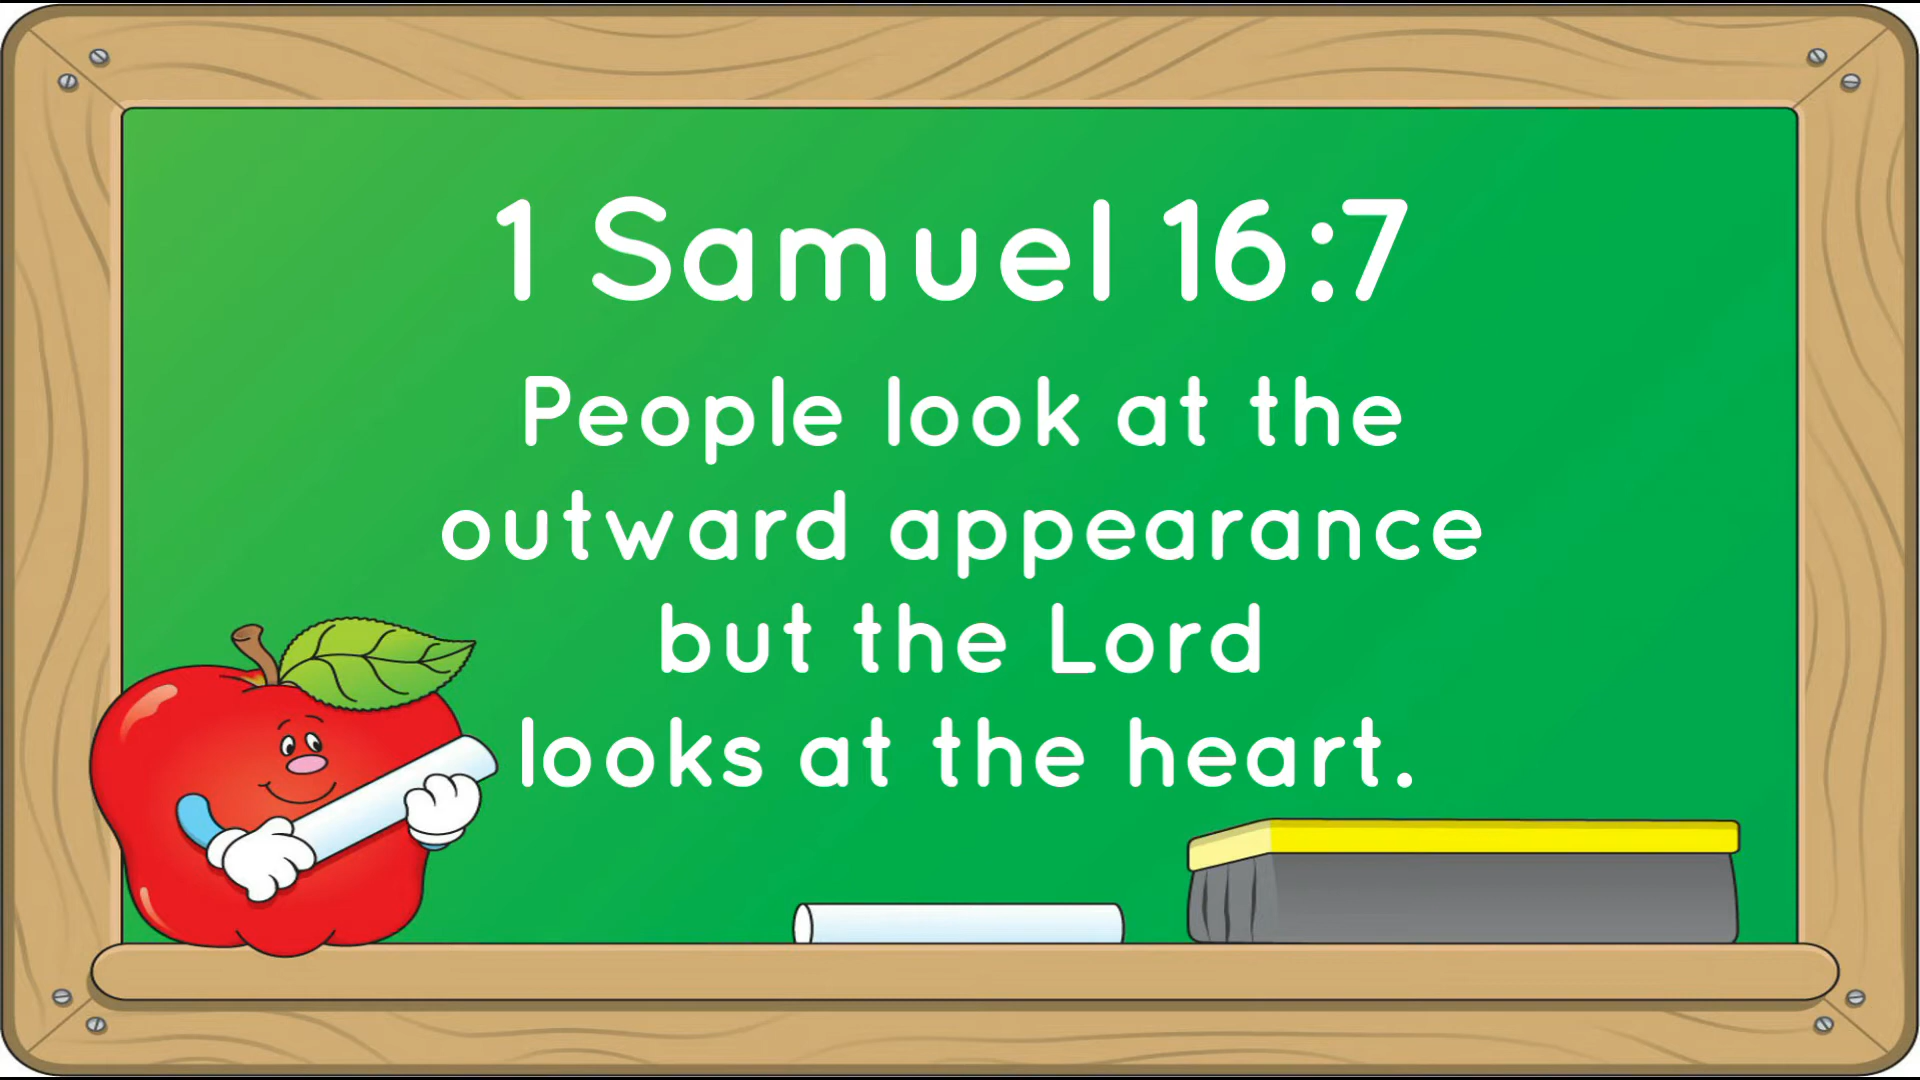 1 Samuel 16:7
People look at the
outward appearance
but the Lord
looks at the heart.